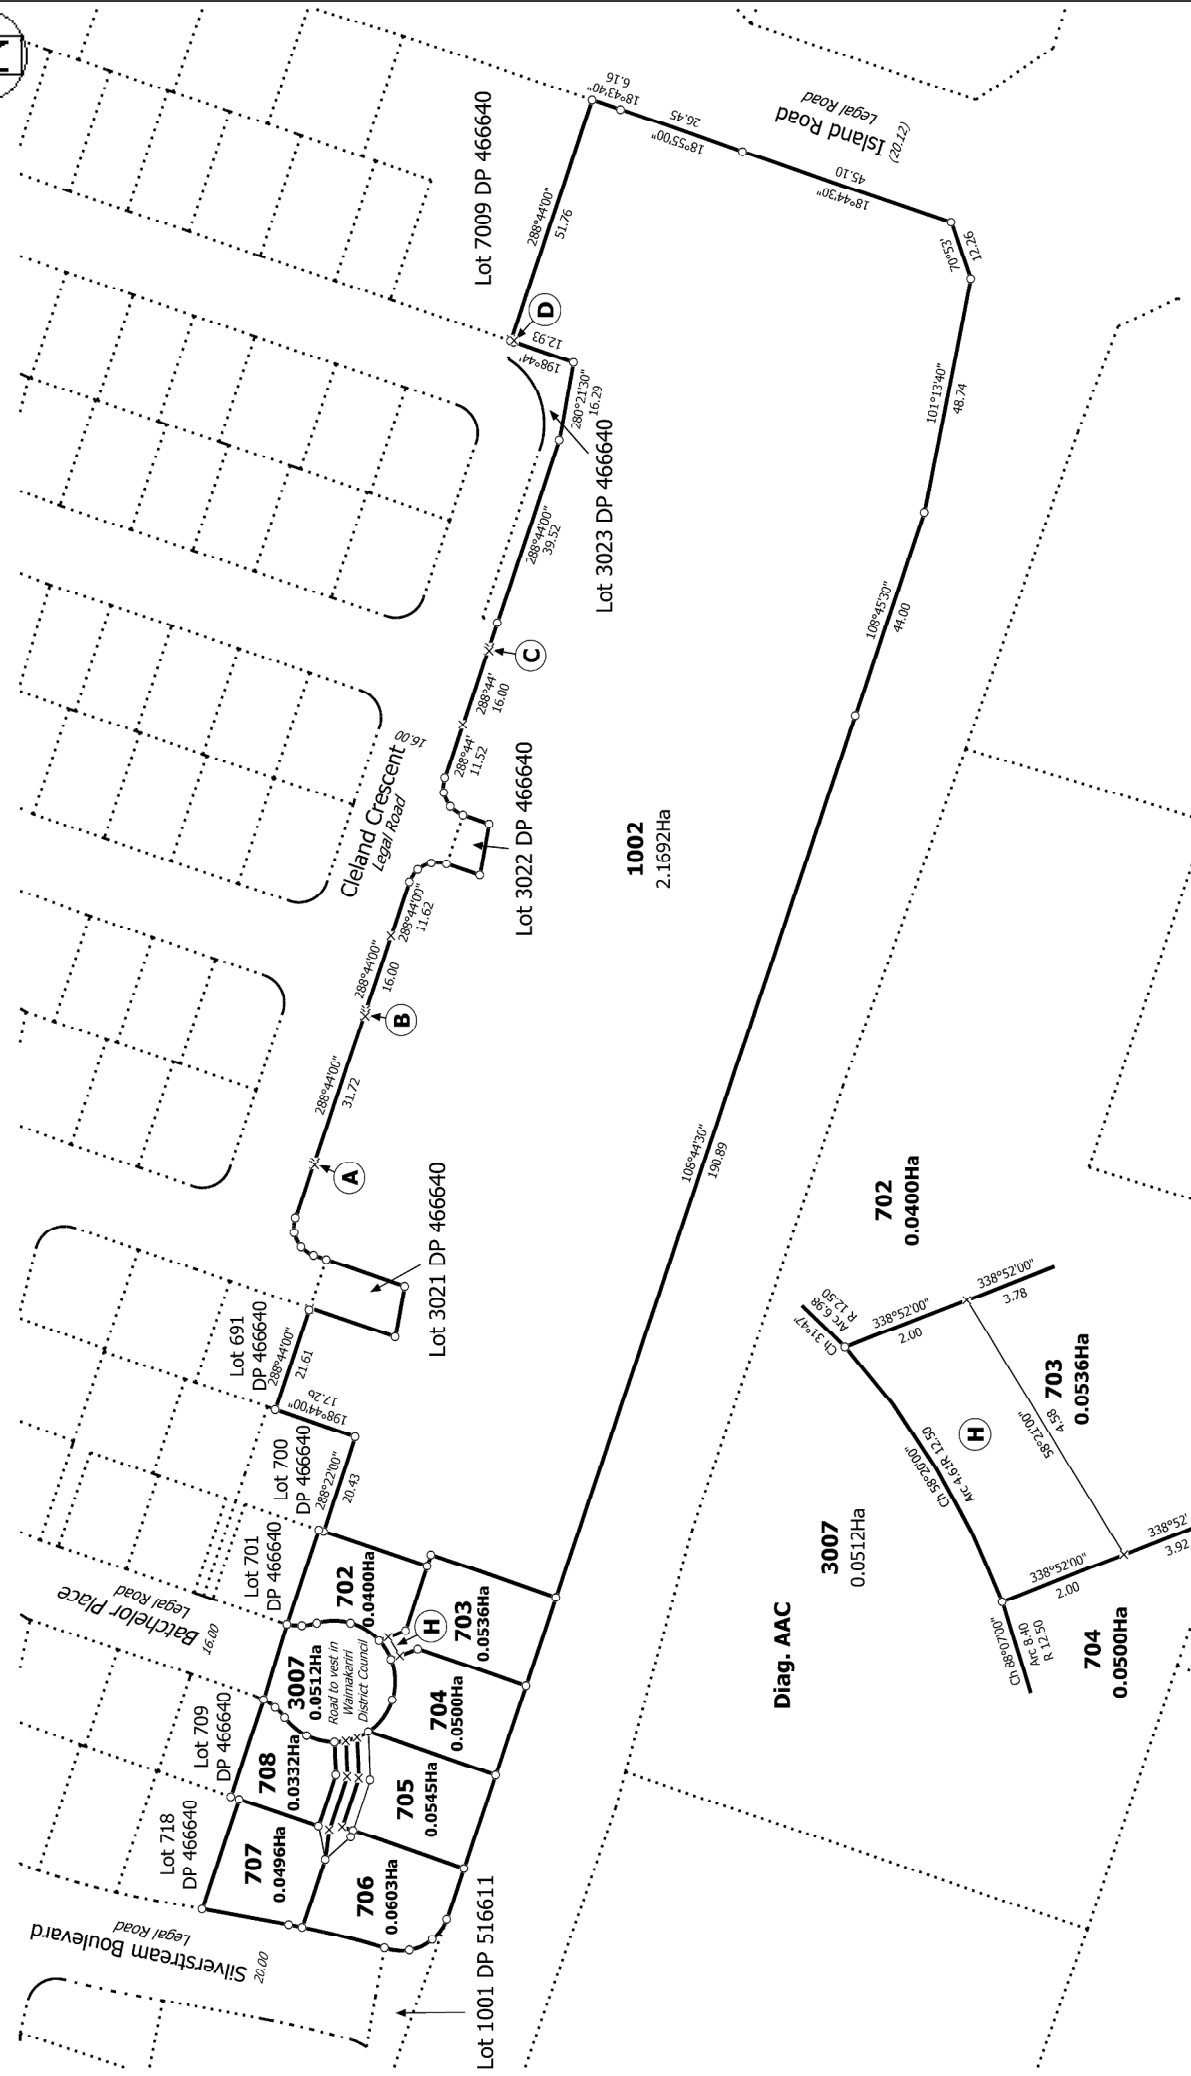 N
Lot 7009 DP 466640
6.16
18°43'40"
26.45
18°55'00"
Island Road
Legal Road
(20.12)
45.10
18°44'30"
70°53'
12.26
288°44'00"
51.76
D
12.93
198°44'
280°21'30"
16.29
101°13'40"
48.74
Lot 3023 DP 466640
288°44'00"
39.52
108°45'30"
44.00
C
288°44'
16.00
288°44'
11.52
Cleland Crescent
Legal Road
16.00
Lot 3022 DP 466640
1002
2.1692Ha
288°44'00"
11.62
288°44'00"
16.00
B
288°44'00"
31.72
A
108°44'30"
190.89
Lot 3021 DP 466640
Lot 691
DP 466640
288°44'00"
21.61
198°44'00"
17.26
Lot 700
DP 466640
288°22'00"
20.43
Lot 701
DP 466640
Batchelor Place
Legal Road
16.00
702
0.0400Ha
703
0.0536Ha
H
3007
0.0512Ha
Road to vest in
Waimakariri
District Council
704
0.0500Ha
Lot 709
DP 466640
708
0.0332Ha
705
0.0545Ha
Lot 718
DP 466640
707
0.0496Ha
706
0.0603Ha
Silverstream Boulevard
Legal Road
20.00
Lot 1001 DP 516611
Diag. AAC
702
0.0400Ha
Ch 31°47'
Arc 6.98
R 12.50
338°52'00"
2.00
338°52'00"
3.78
703
0.0536Ha
H
58°21'00"
4.58
Ch 58°20'00"
Arc 4.61R 12.50
3007
0.0512Ha
338°52'00"
2.00
338°52'
3.92
Ch 88°07'00"
Arc 8.40
R 12.50
704
0.0500Ha